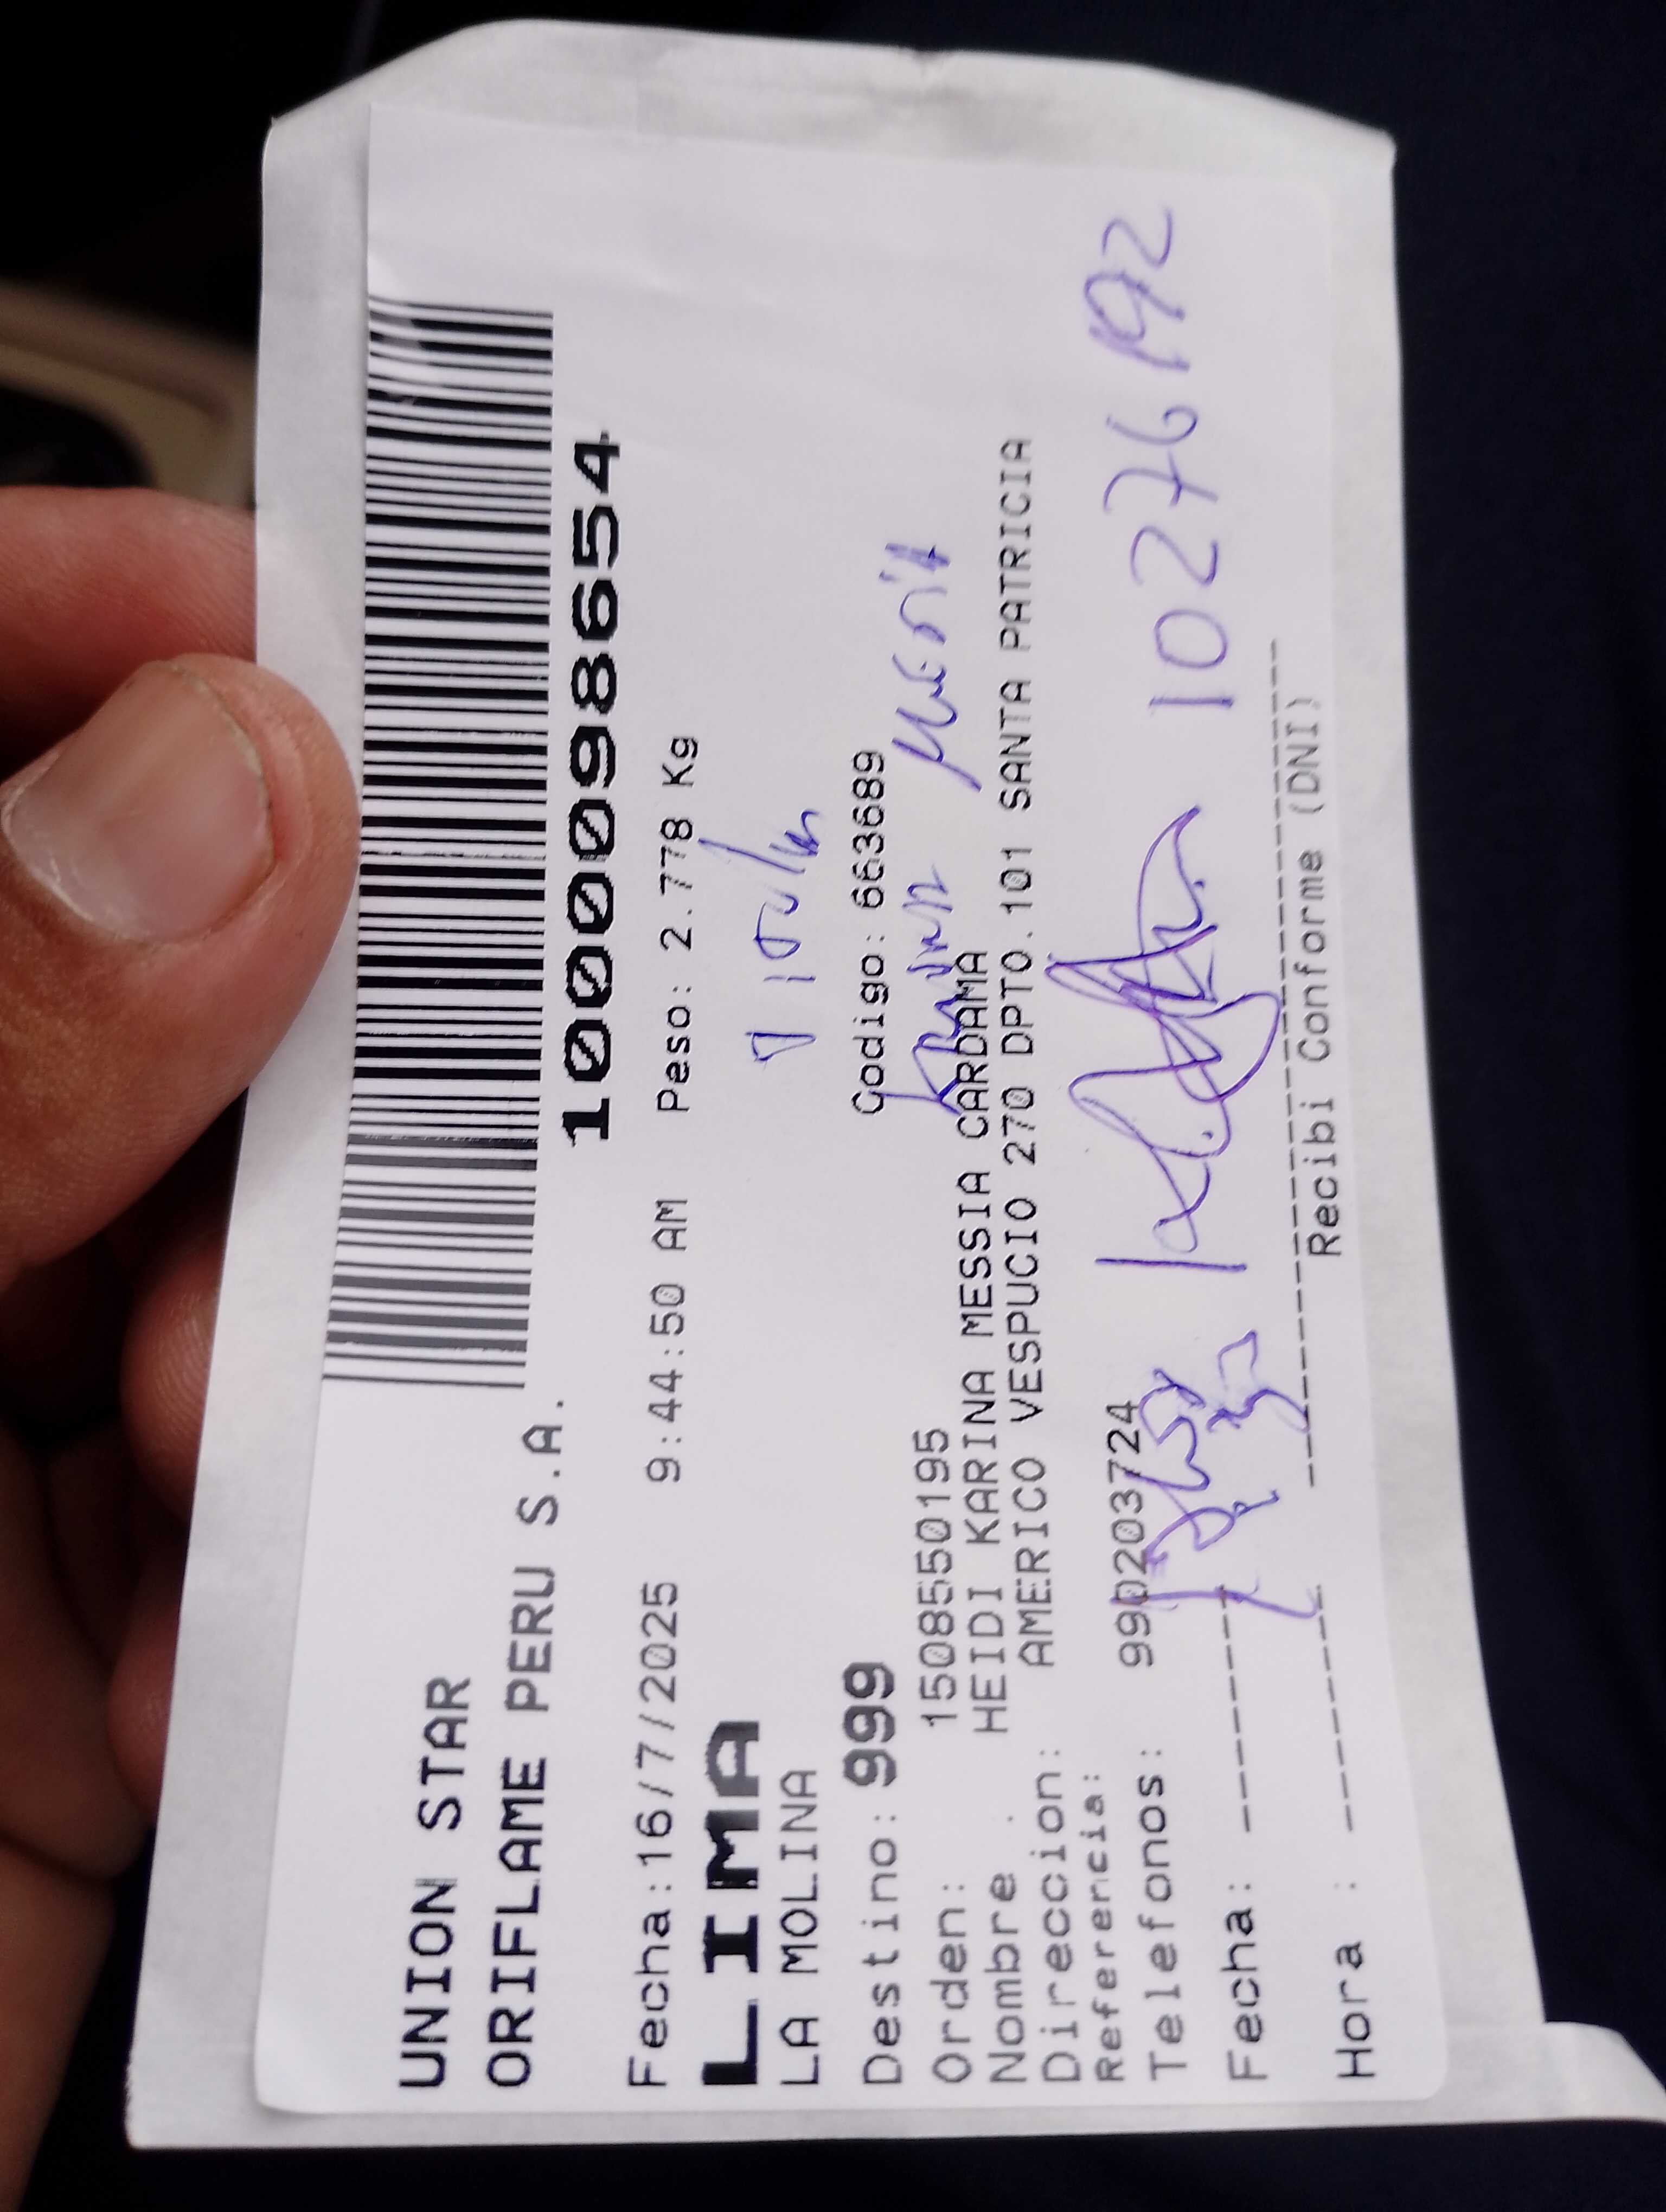 UNION STAR
ORIFLAME PERU S.A.
1000098654
Fecha:16/7/2025 9:44:50 AM Peso: 2.778 Kg
LIMA
LA MOLINA
Destino: 999 Codigo: 663689
Orden: 1508550195
Nombre : HEIDI KARINA MESSIA CARDAMA
Direccion: AMERICO VESPUCIO 270 DPTO.101 SANTA PATRICIA
Referencia:
Telefonos: 990203724
10276192
Fecha:
Hora :
Recibi Conforme (DNI)